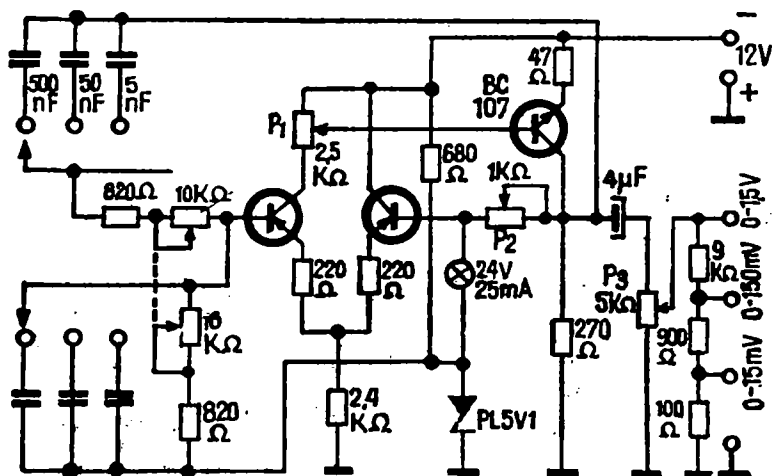 500
nF
50
nF
5
nF
P1
2,5
KΩ
47
Ω
BC
107
−
12V
+
680
Ω
1KΩ
P2
4µF
820Ω
10KΩ
220
Ω
220
Ω
24V
25mA
P3
5KΩ
9
KΩ
0-1,5V
0-150mV
0-15mV
900
Ω
100
Ω
270
Ω
16
KΩ
820
Ω
2,4
KΩ
PL5V1